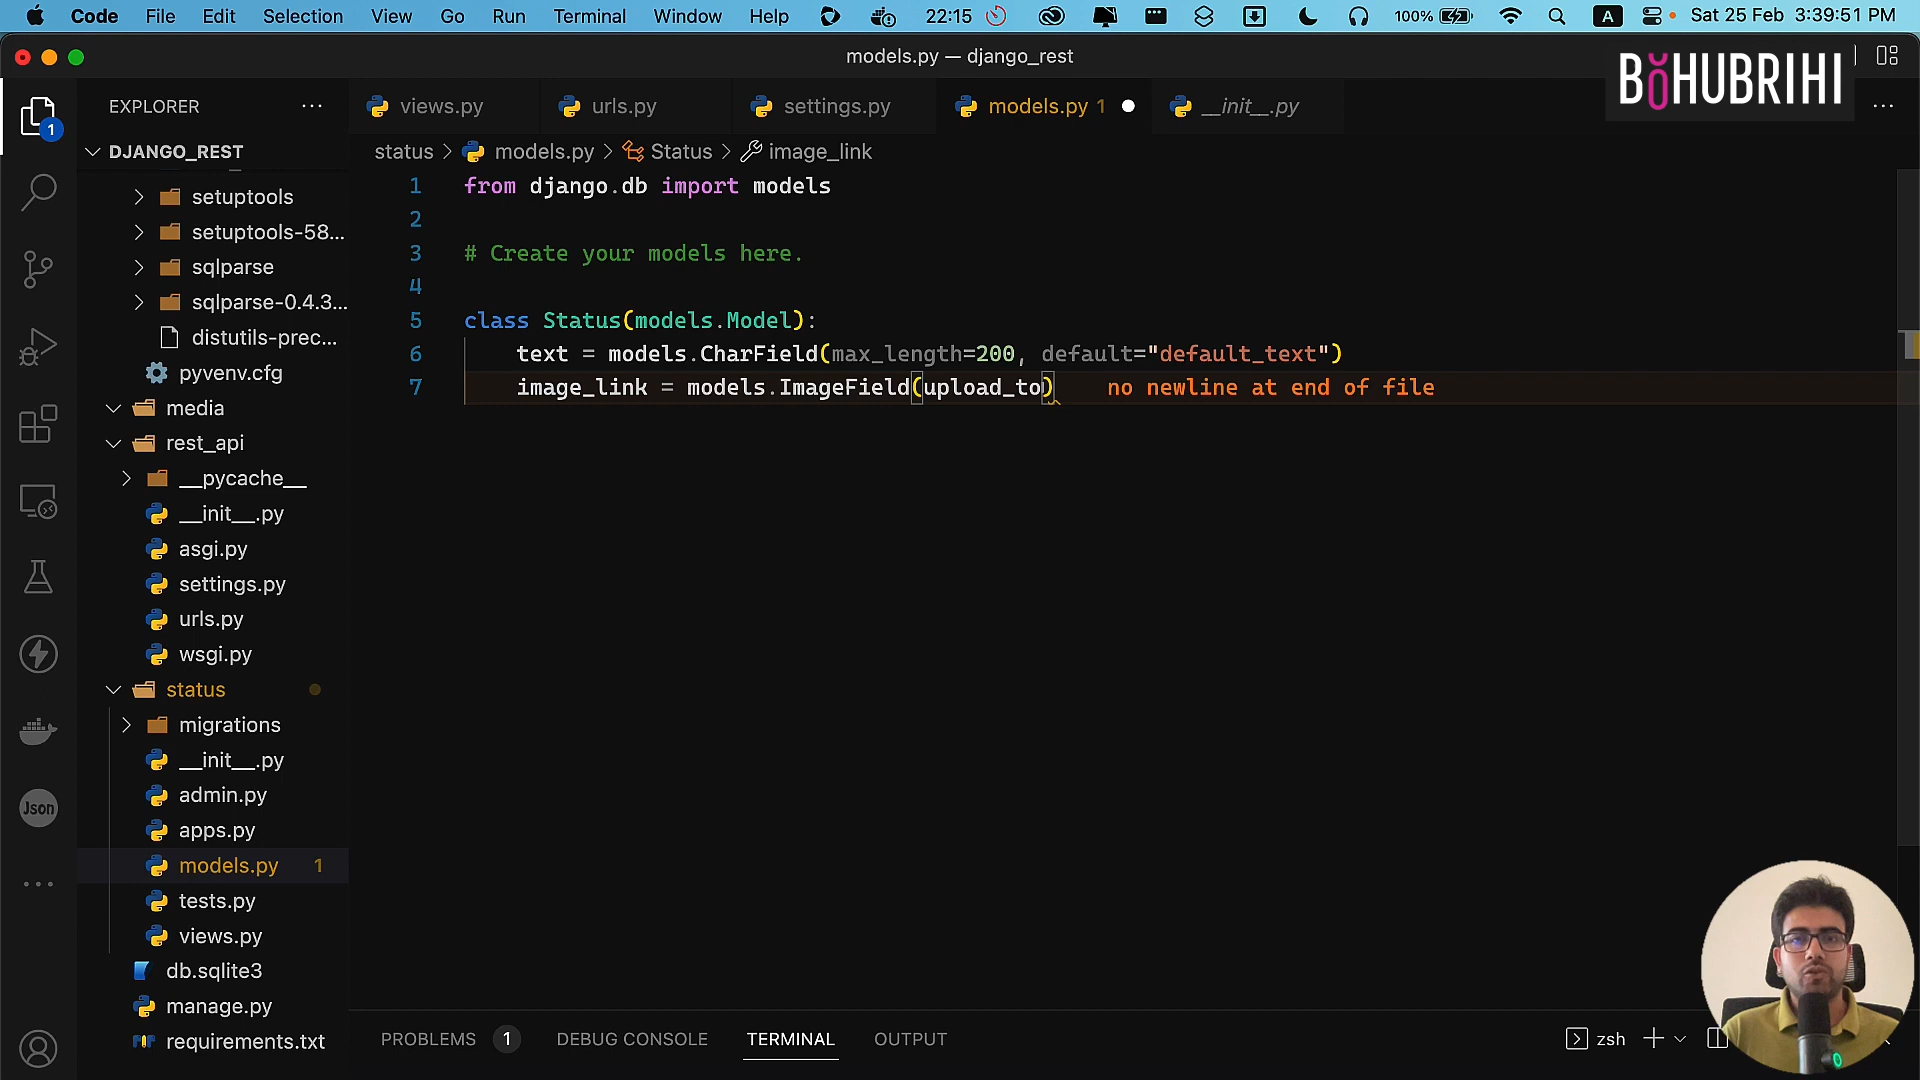 Code File Edit Selection View Go Run Terminal Window Help 22:15 100% A Sat 25 Feb 3:39:51 PM
models.py — django_rest
BOHUBRIHI
EXPLORER
DJANGO_REST
setuptools
setuptools-58...
sqlparse
sqlparse-0.4.3...
distutils-prec...
pyvenv.cfg
media
rest_api
__pycache__
__init__.py
asgi.py
settings.py
urls.py
wsgi.py
status
migrations
__init__.py
admin.py
apps.py
models.py 1
tests.py
views.py
db.sqlite3
manage.py
requirements.txt
1
Json
views.py urls.py settings.py models.py 1 __init__.py
status > models.py > Status > image_link
1 from django.db import models
2
3 # Create your models here.
4
5 class Status(models.Model):
6 text = models.CharField(max_length=200, default="default_text")
7 image_link = models.ImageField(upload_to) no newline at end of file
PROBLEMS 1 DEBUG CONSOLE TERMINAL OUTPUT zsh